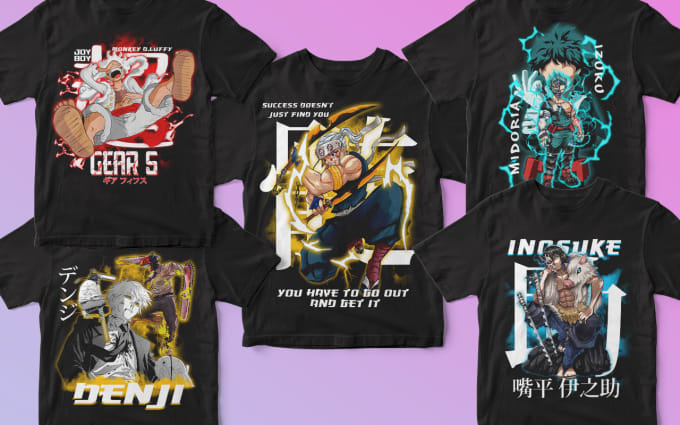 JOY
BOY
MONKEY D.LUFFY
GEAR 5
ギア フィフス
SUCCESS DOESN'T
JUST FIND YOU
YOU HAVE TO GO OUT
AND GET IT
IZUKU
MIDORIA
デンジ
DENJI
INOSUKE
嘴平 伊之助